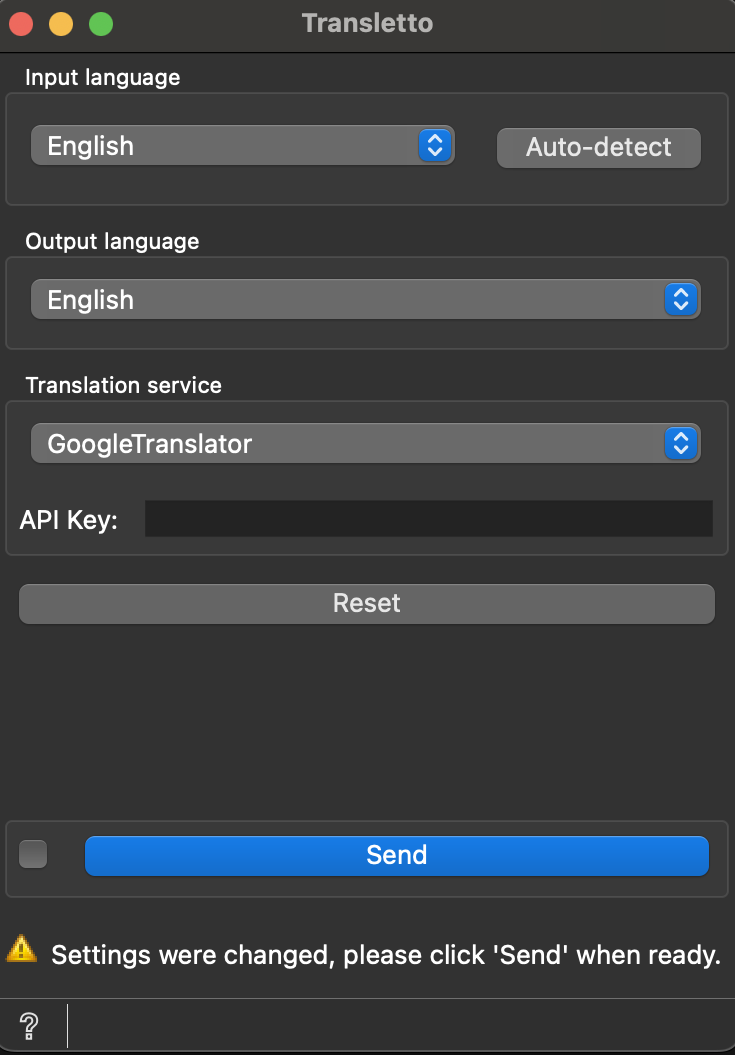 Transletto
Input language
English
Auto-detect
Output language
English
Translation service
GoogleTranslator
API Key:
Reset
Send
Settings were changed, please click 'Send' when ready.
?